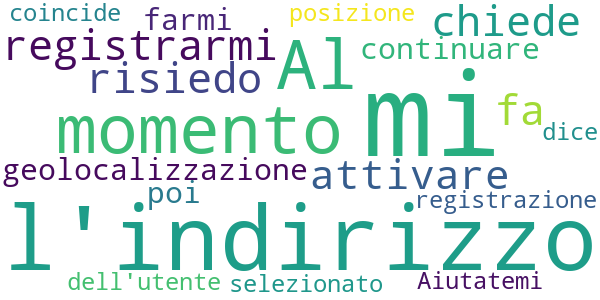 coincide farmi posizione chiede
registrarmi Al continuare
risiedo mi fa
momento dice
geolocalizzazione attivare
poi registrazione
l'indirizzo
dell'utente selezionato Aiutatemi